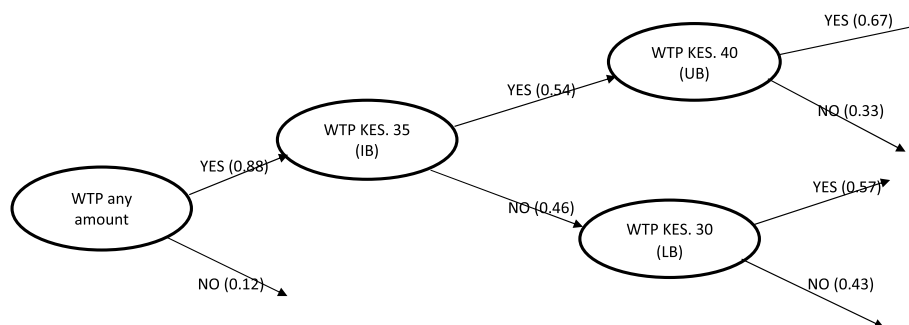 YES (0.67)
WTP KES. 40
(UB)
YES (0.54)
NO (0.33)
WTP KES. 35
(IB)
YES (0.88)
YES (0.57)
WTP any
amount
NO (0.46)
WTP KES. 30
(LB)
NO (0.12)
NO (0.43)